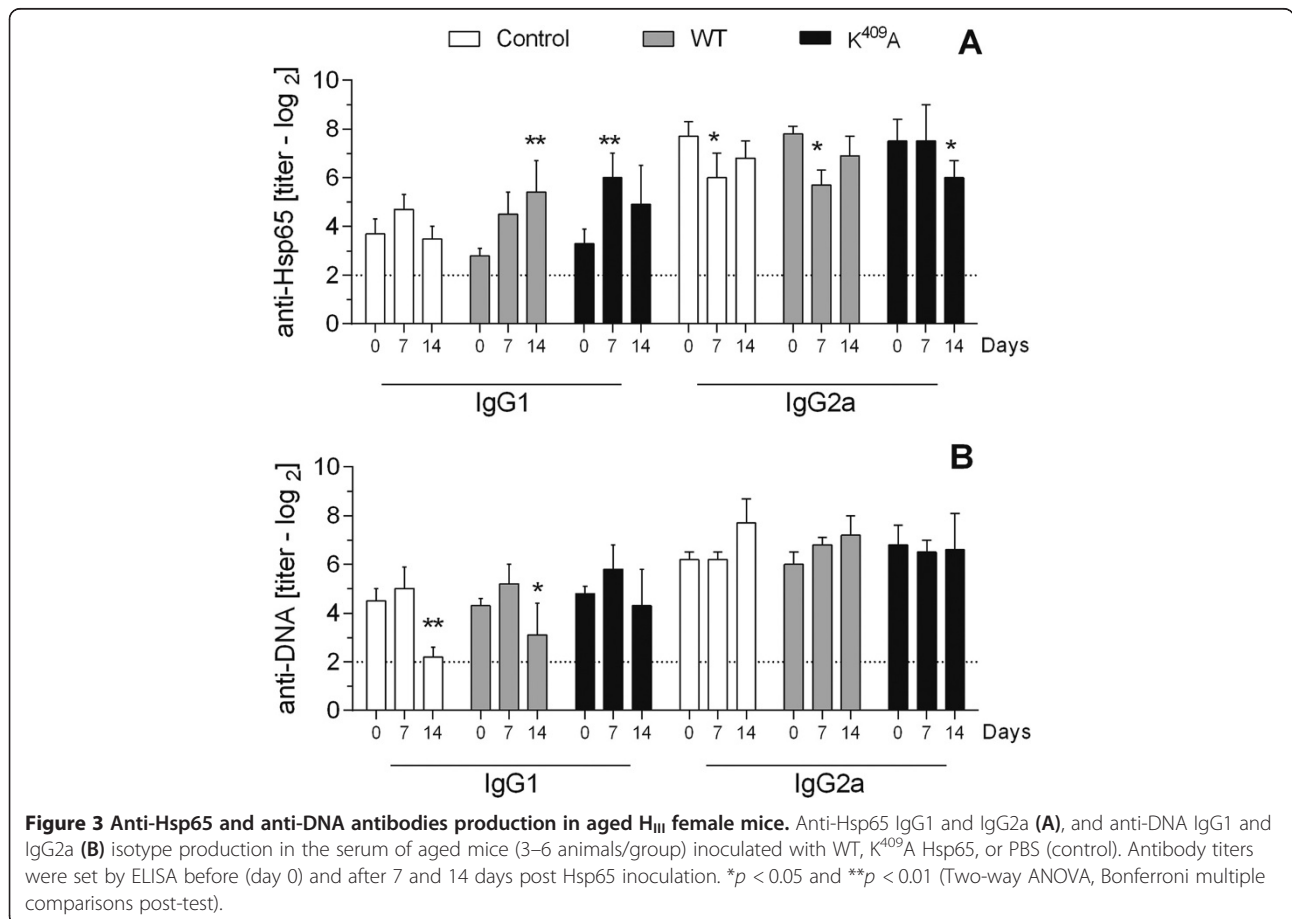 Control WT K⁴⁰⁹A
A
anti-Hsp65 [titer - log ₂]
10
8
6
4
2
0
** ** * * *
0 7 14 0 7 14 0 7 14 0 7 14 0 7 14 0 7 14 Days
IgG1 IgG2a
B
anti-DNA [titer - log ₂]
10
8
6
4
2
0
** *
0 7 14 0 7 14 0 7 14 0 7 14 0 7 14 0 7 14 Days
IgG1 IgG2a
Figure 3 Anti-Hsp65 and anti-DNA antibodies production in aged H_III female mice. Anti-Hsp65 IgG1 and IgG2a (A), and anti-DNA IgG1 and
IgG2a (B) isotype production in the serum of aged mice (3–6 animals/group) inoculated with WT, K⁴⁰⁹A Hsp65, or PBS (control). Antibody titers
were set by ELISA before (day 0) and after 7 and 14 days post Hsp65 inoculation. *p < 0.05 and **p < 0.01 (Two-way ANOVA, Bonferroni multiple
comparisons post-test).